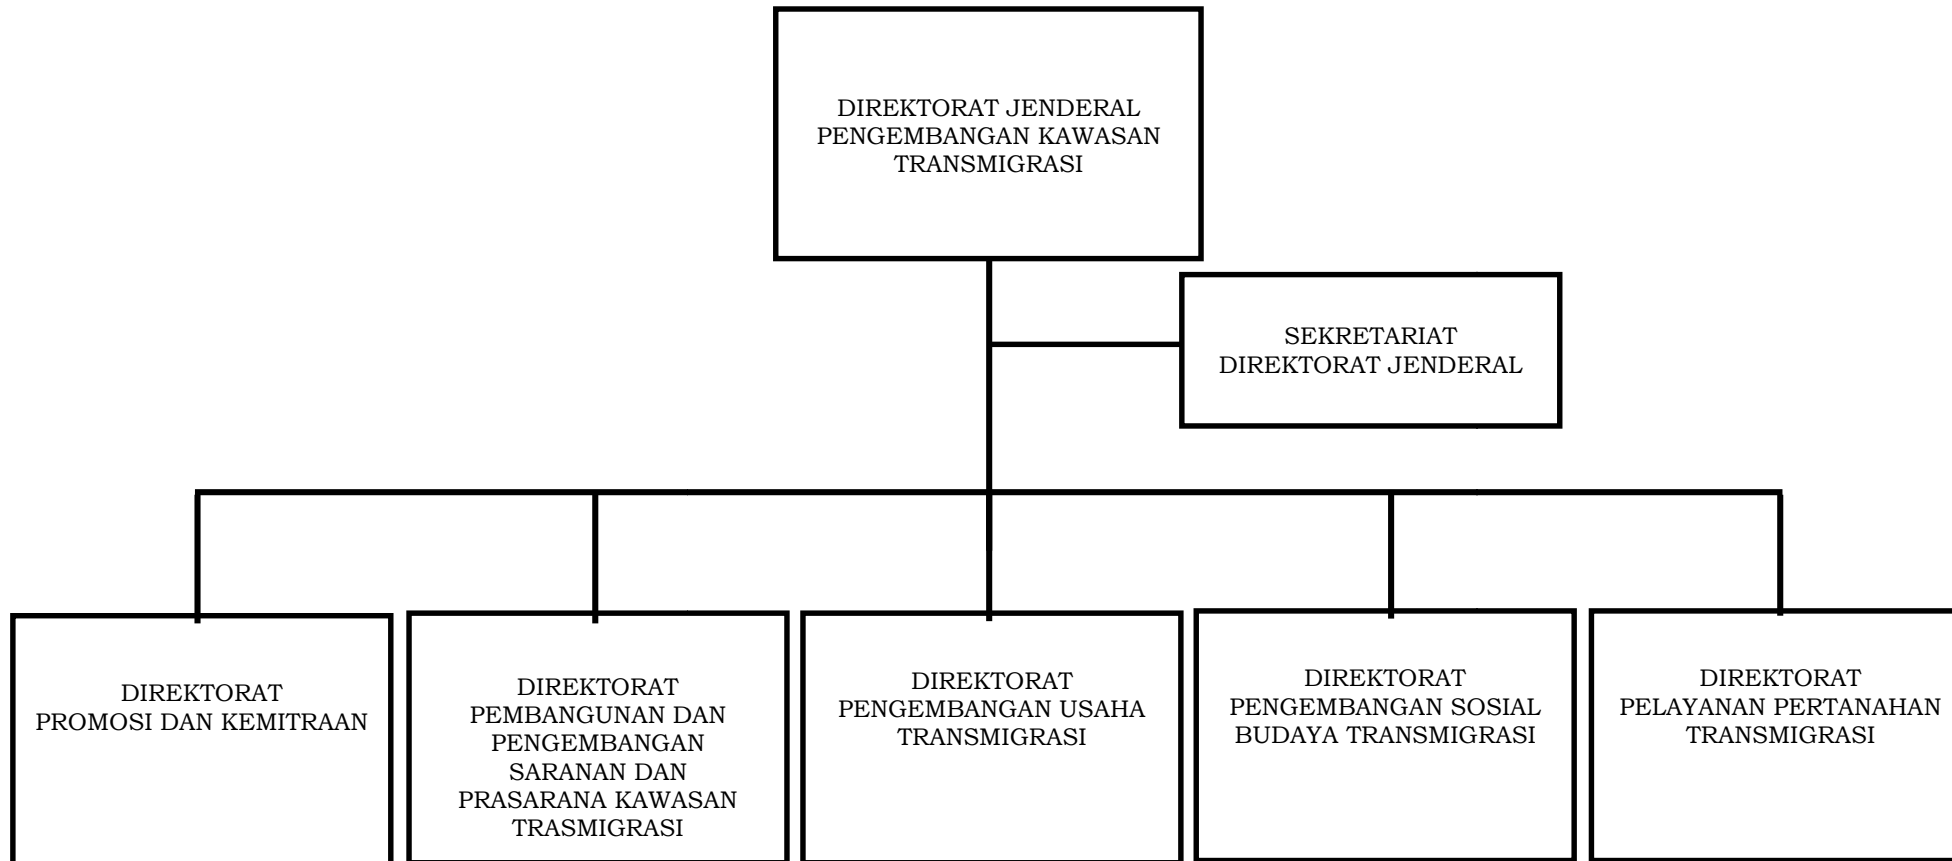 DIREKTORAT JENDERAL
PENGEMBANGAN KAWASAN
TRANSMIGRASI
SEKRETARIAT
DIREKTORAT JENDERAL
DIREKTORAT
PROMOSI DAN KEMITRAAN
DIREKTORAT
PEMBANGUNAN DAN
PENGEMBANGAN
SARANAN DAN
PRASARANA KAWASAN
TRASMIGRASI
DIREKTORAT
PENGEMBANGAN USAHA
TRANSMIGRASI
DIREKTORAT
PENGEMBANGAN SOSIAL
BUDAYA TRANSMIGRASI
DIREKTORAT
PELAYANAN PERTANAHAN
TRANSMIGRASI